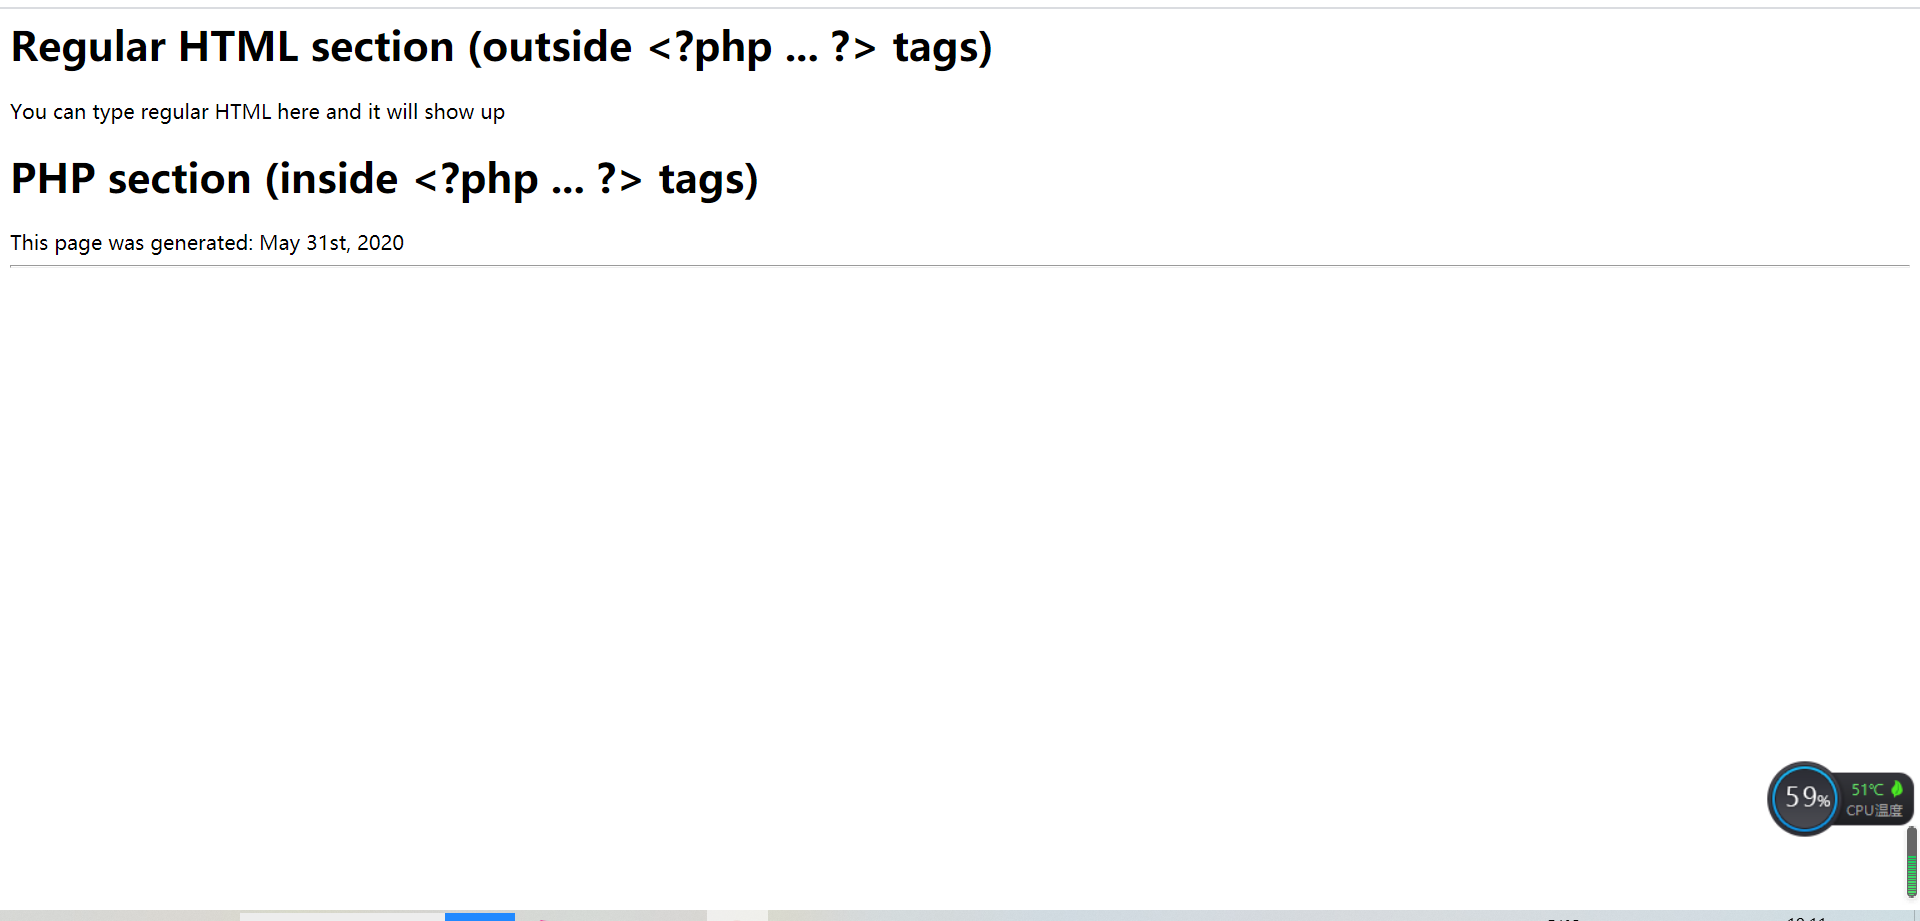 Regular HTML section (outside <?php ... ?> tags)
You can type regular HTML here and it will show up
PHP section (inside <?php ... ?> tags)
This page was generated: May 31st, 2020
59%
51℃
CPU温度